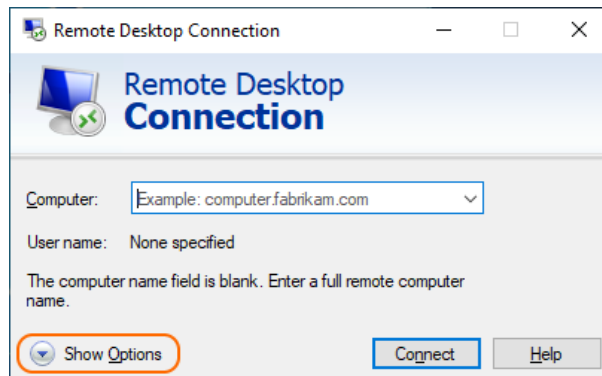 Remote Desktop Connection
Remote Desktop
Connection
Computer: Example: computer.fabrikam.com
User name: None specified
The computer name field is blank. Enter a full remote computer
name.
Show Options Connect Help